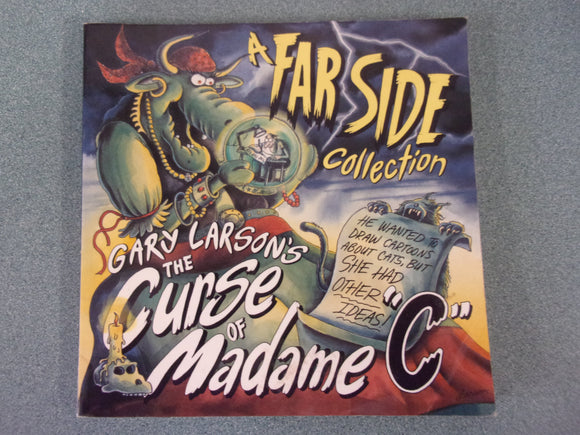 A
FAR SIDE
Collection
GARY LARSON'S
THE
Curse
OF
Madame "C"
HE WANTED TO
DRAW CARTOONS
ABOUT CATS, BUT
SHE HAD
OTHER
IDEAS!